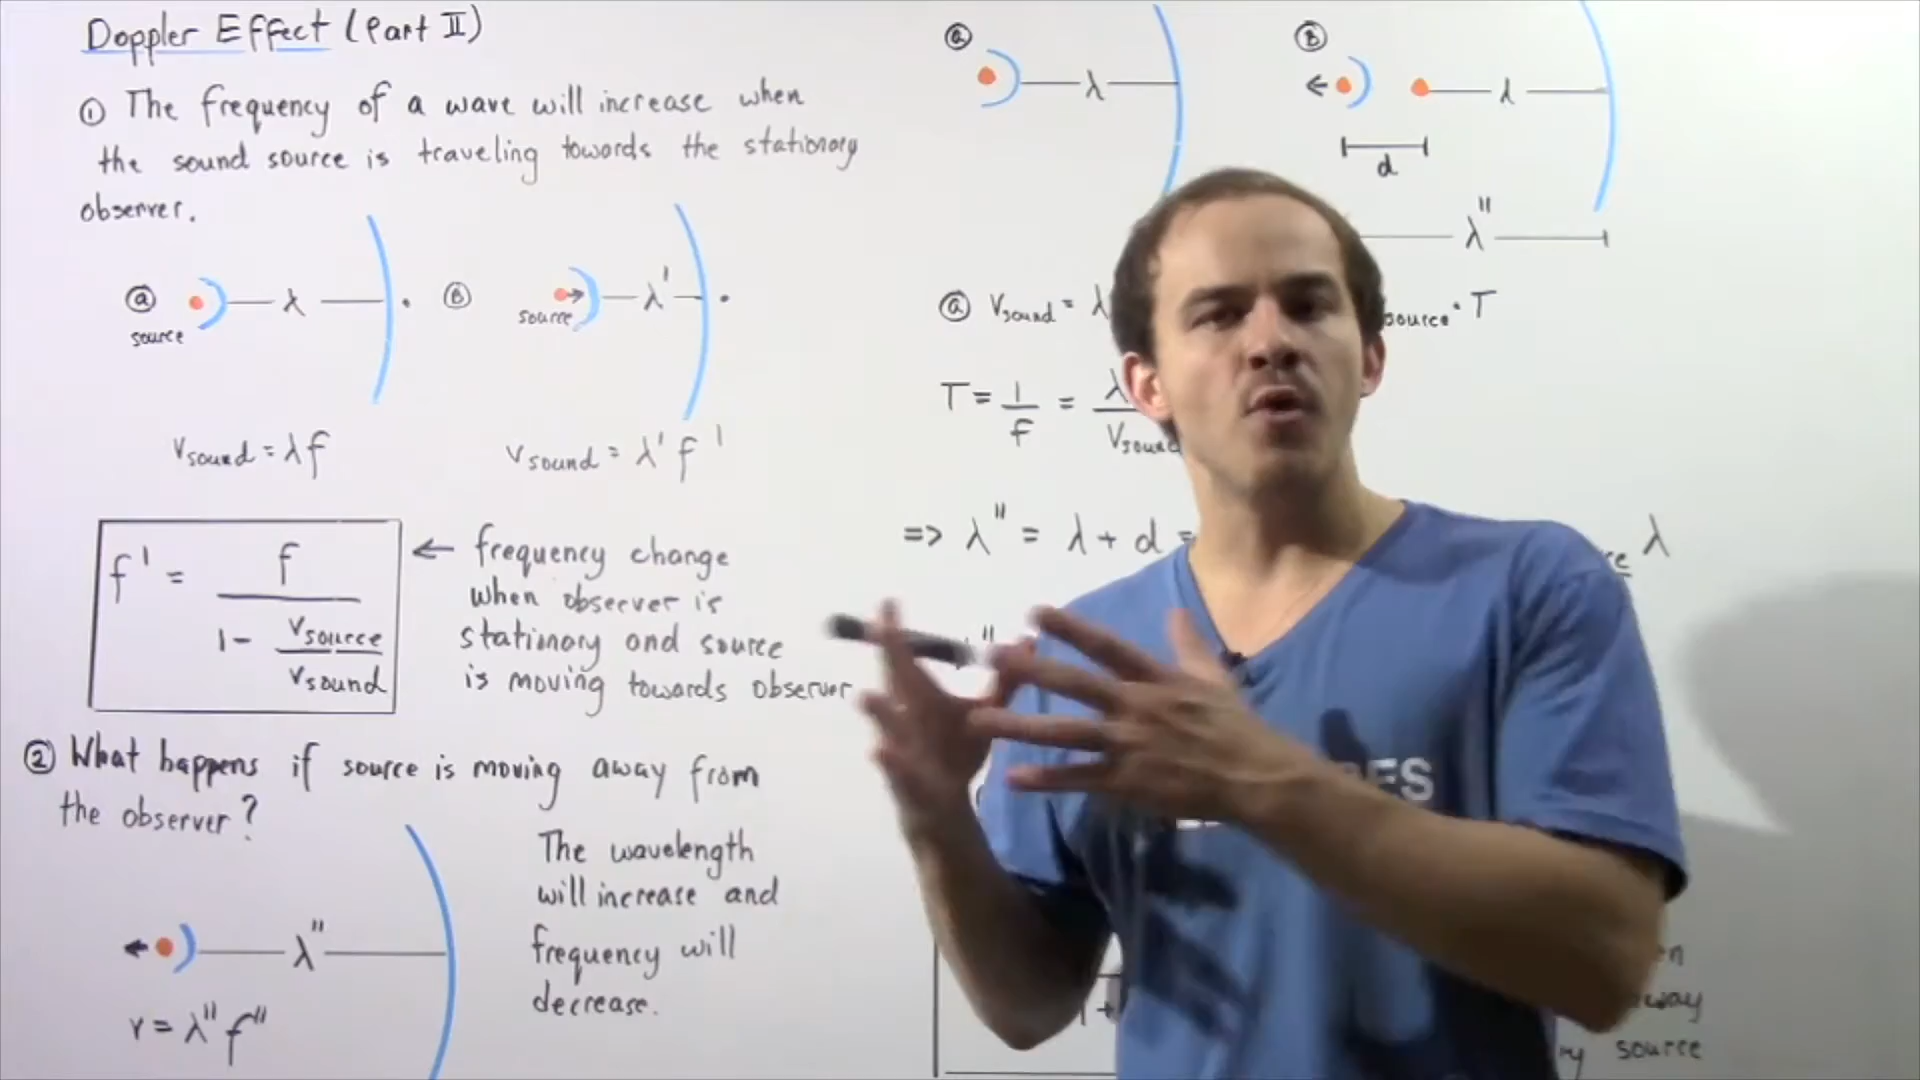 Doppler Effect (Part II)
① The frequency of a wave will increase when
the sound source is traveling towards the stationary
observer.
ⓐ λ
source
Ⓑ λ'
source
Vsound = λf
Vsound = λ'f'
f' = f / (1 - Vsource / Vsound)
← frequency change
when obseever is
stationary and source
is moving towards observer
② What happens if source is moving away from
the observer?
λ"
v = λ"f"
The wavelength
will increase and
frequency will
decrease.
ⓐ λ
Ⓑ λ
d
λ"
ⓐ Vsound = λ
source · T
T = 1/f = λ / Vsound
=> λ" = λ + d =
λ
away
source